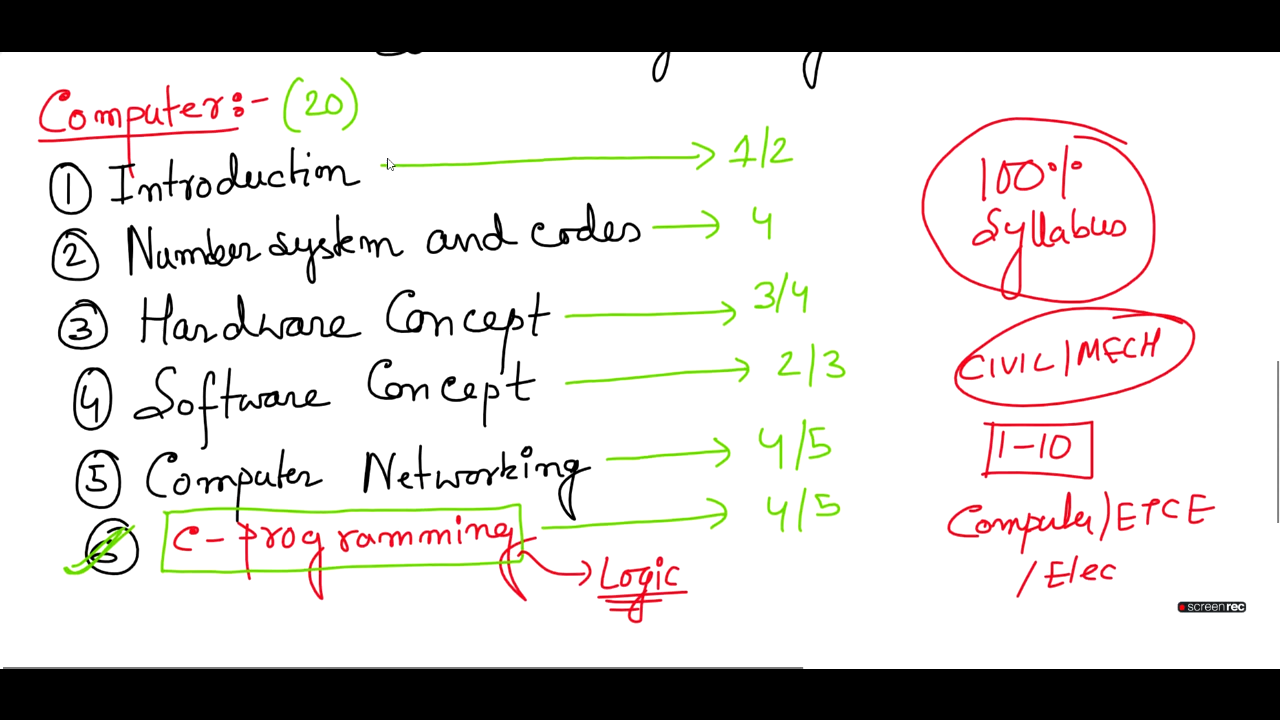 Computer:- (20)
① Introduction → 1/2
② Number system and codes → 4
③ Hardware Concept → 3/4
④ Software Concept → 2/3
⑤ Computer Networking → 4/5
⑥ C-programming → 4/5
→ Logic
100%
Syllabus
CIVIL/MECH
1-10
Computer/ETCE
/Elec
screenrec